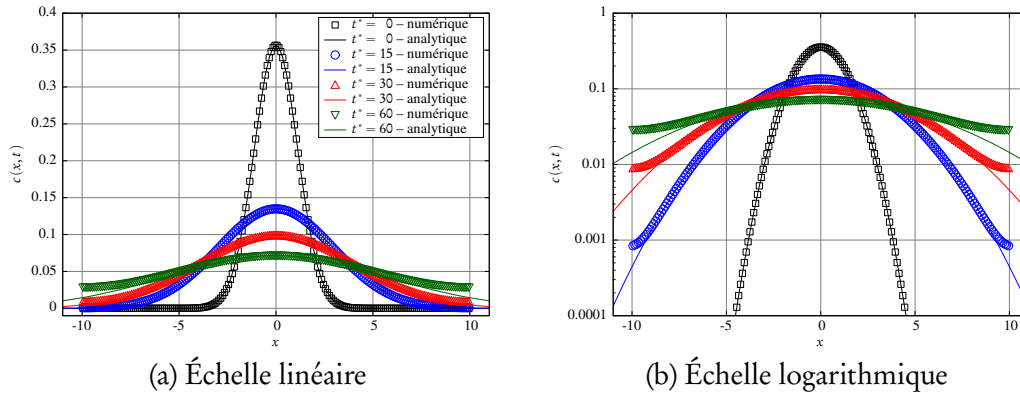 0.4
0.35
0.3
0.25
0.2
0.15
0.1
0.05
0
c(x,t)
-10 -5 0 5 10
x
t* = 0 – numérique
t* = 0 – analytique
t* = 15 – numérique
t* = 15 – analytique
t* = 30 – numérique
t* = 30 – analytique
t* = 60 – numérique
t* = 60 – analytique
(a) Échelle linéaire
1
0.1
0.01
0.001
0.0001
c(x,t)
-10 -5 0 5 10
x
(b) Échelle logarithmique